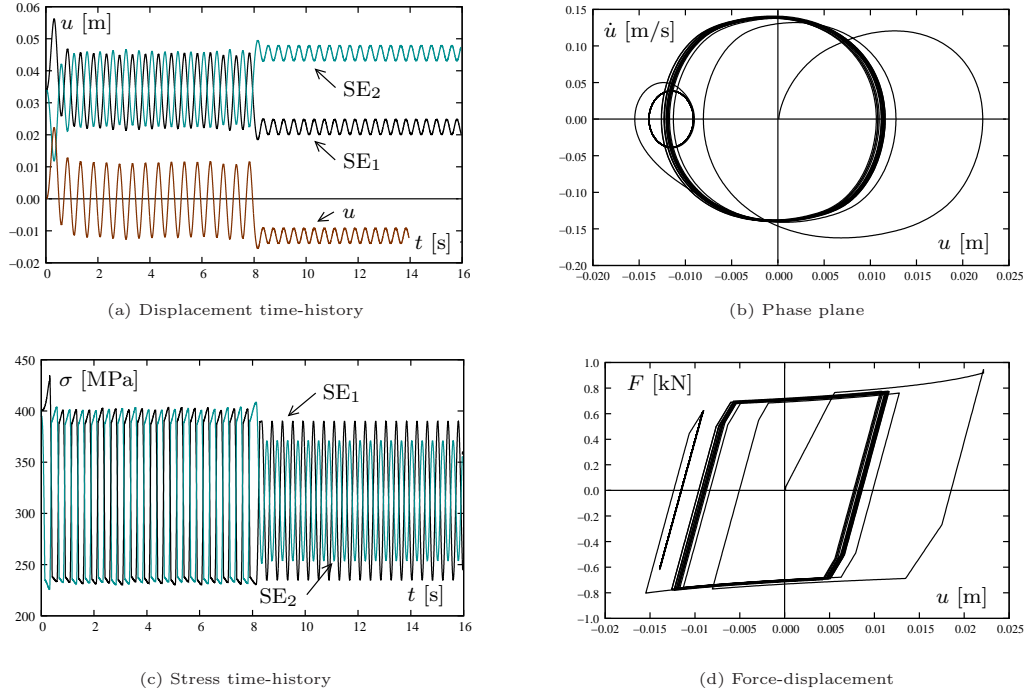 0.06
0.05
0.04
0.03
0.02
0.01
0.00
−0.01
−0.02
u [m]
SE2
SE1
u
t [s]
0 2 4 6 8 10 12 14 16
(a) Displacement time-history
0.15
0.10
0.05
0.00
−0.05
−0.10
−0.15
−0.20
u̇ [m/s]
u [m]
−0.020 −0.015 −0.010 −0.005 0.000 0.005 0.010 0.015 0.020 0.025
(b) Phase plane
450
400
350
300
250
200
σ [MPa]
SE1
SE2
t [s]
0 2 4 6 8 10 12 14 16
(c) Stress time-history
1.0
0.8
0.6
0.4
0.2
0.0
−0.2
−0.4
−0.6
−0.8
−1.0
F [kN]
u [m]
−0.02 −0.015 −0.01 −0.005 0.000 0.005 0.01 0.015 0.02 0.025
(d) Force-displacement